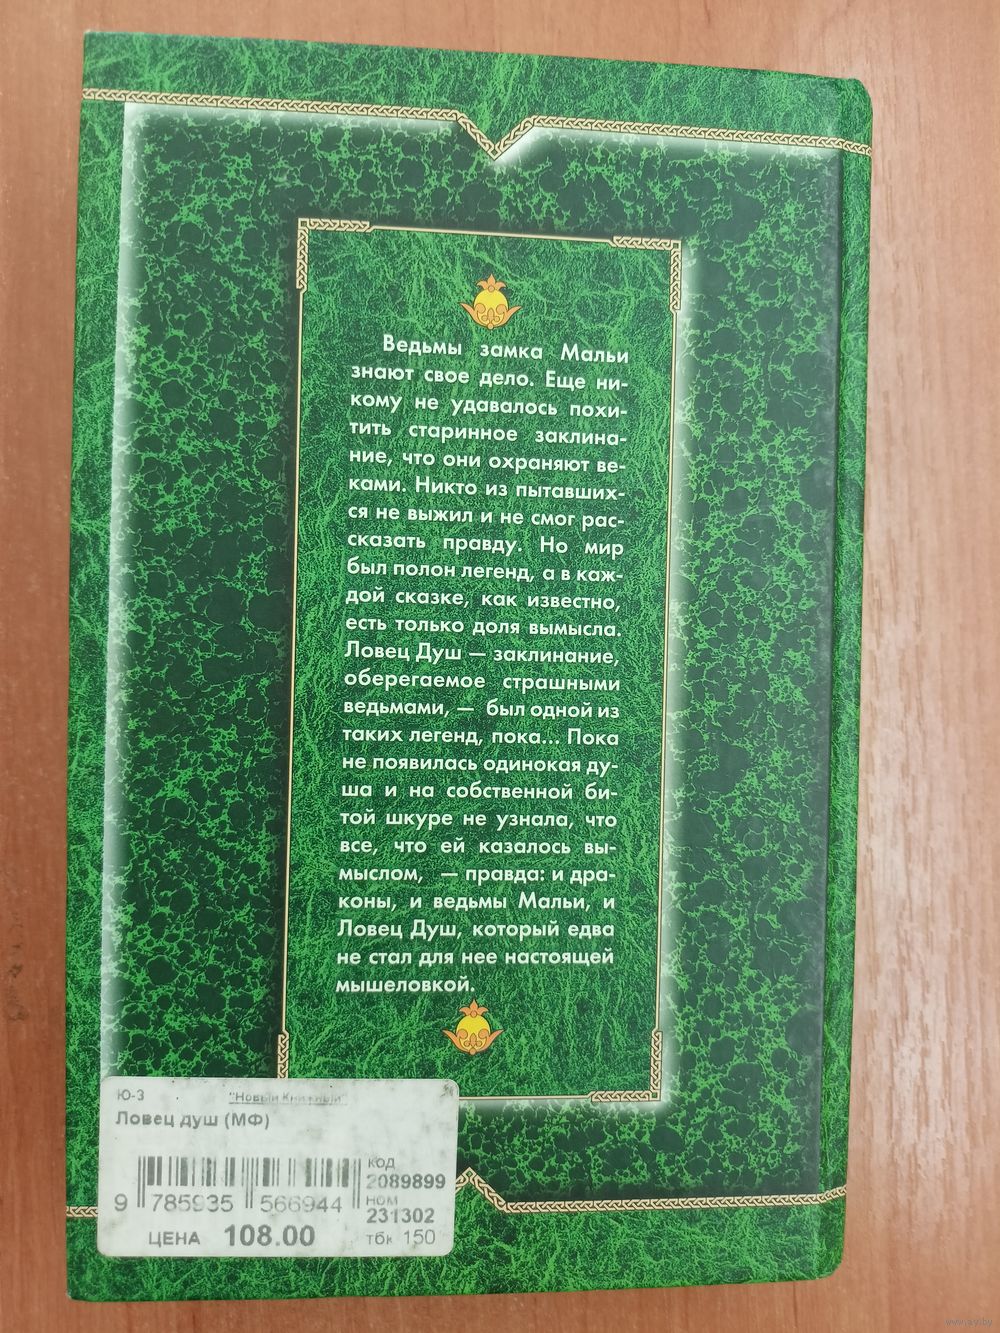 Ведьмы замка Мальи
знают свое дело. Еще ни-
кому не удавалось похи-
тить старинное заклина-
ние, что они охраняют ве-
ками. Никто из пытавших-
ся не выжил и не смог рас-
сказать правду. Но мир
был полон легенд, а в каж-
дой сказке, как известно,
есть только доля вымысла.
Ловец Душ — заклинание,
оберегаемое страшными
ведьмами, — был одной из
таких легенд, пока... Пока
не появилась одинокая ду-
ша и на собственной би-
той шкуре не узнала, что
все, что ей казалось вы-
мыслом, — правда: и дра-
коны, и ведьмы Мальи, и
Ловец Душ, который едва
не стал для нее настоящей
мышеловкой.
Ю-3 "Новый Книжный"
Ловец душ (МФ)
код
2089899
ном
231302
9 785935 566944
ЦЕНА 108.00
тбк 150
www.ay.by